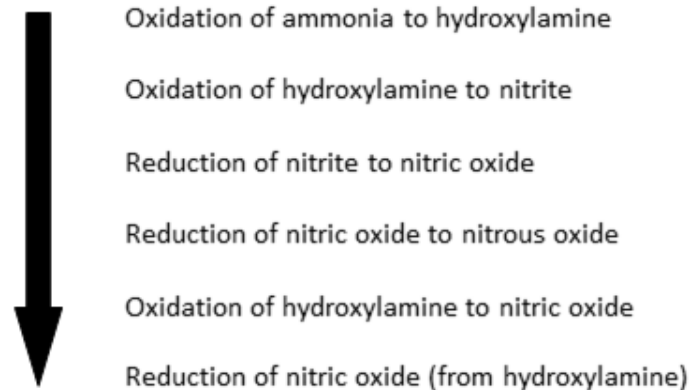 Oxidation of ammonia to hydroxylamine
Oxidation of hydroxylamine to nitrite
Reduction of nitrite to nitric oxide
Reduction of nitric oxide to nitrous oxide
Oxidation of hydroxylamine to nitric oxide
Reduction of nitric oxide (from hydroxylamine)